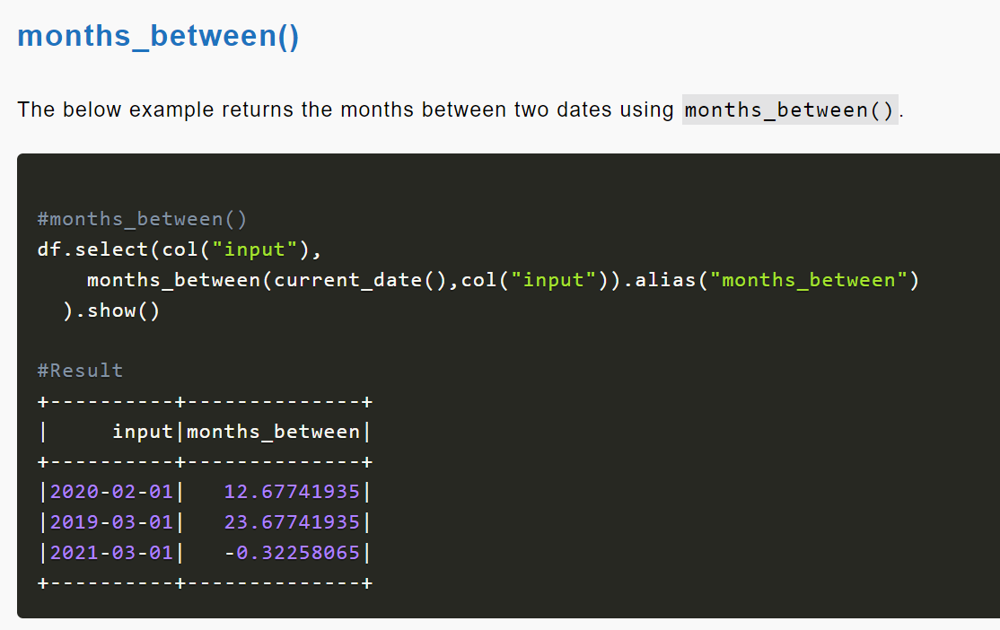 months_between()
The below example returns the months between two dates using months_between().
#months_between()
df.select(col("input"),
    months_between(current_date(),col("input")).alias("months_between")
  ).show()
#Result
+----------+--------------+
|     input|months_between|
+----------+--------------+
|2020-02-01|   12.67741935|
|2019-03-01|   23.67741935|
|2021-03-01|   -0.32258065|
+----------+--------------+